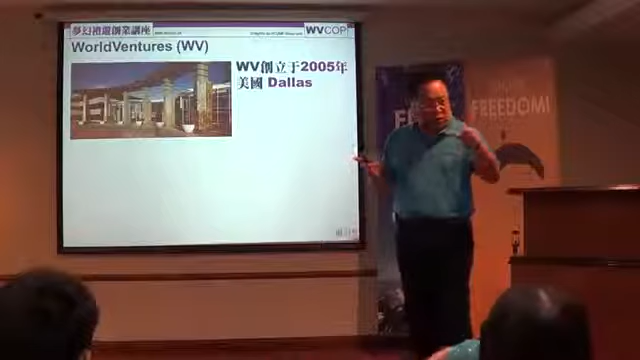 夢幻禮遊創業講座
WVCOP
WorldVentures (WV)
WV創立于2005年
美國 Dallas
FREEDOM!